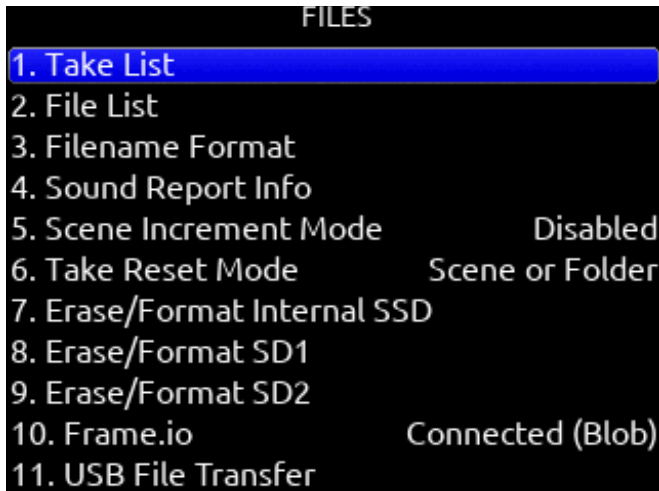 FILES
1. Take List
2. File List
3. Filename Format
4. Sound Report Info
5. Scene Increment Mode Disabled
6. Take Reset Mode Scene or Folder
7. Erase/Format Internal SSD
8. Erase/Format SD1
9. Erase/Format SD2
10. Frame.io Connected (Blob)
11. USB File Transfer